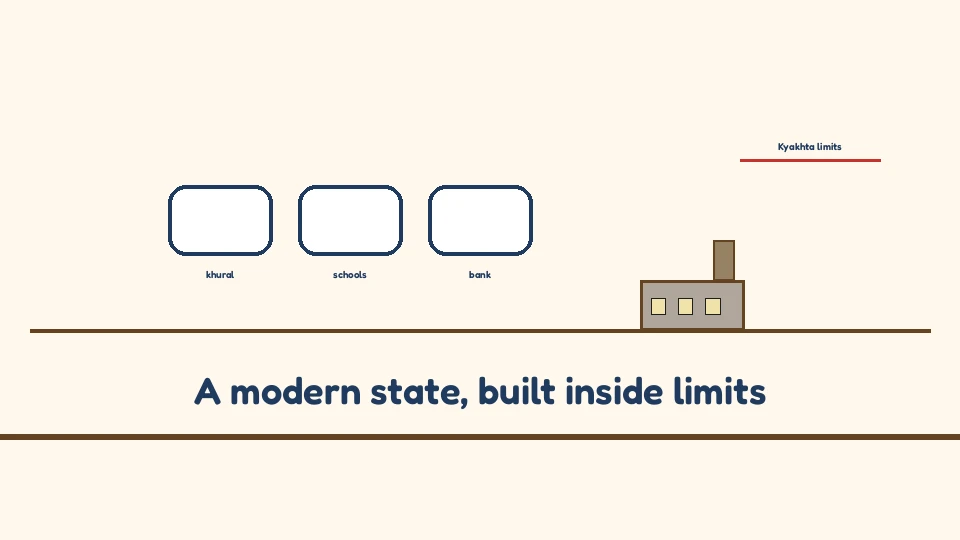 Kyakhta limits
khural
schools
bank
A modern state, built inside limits